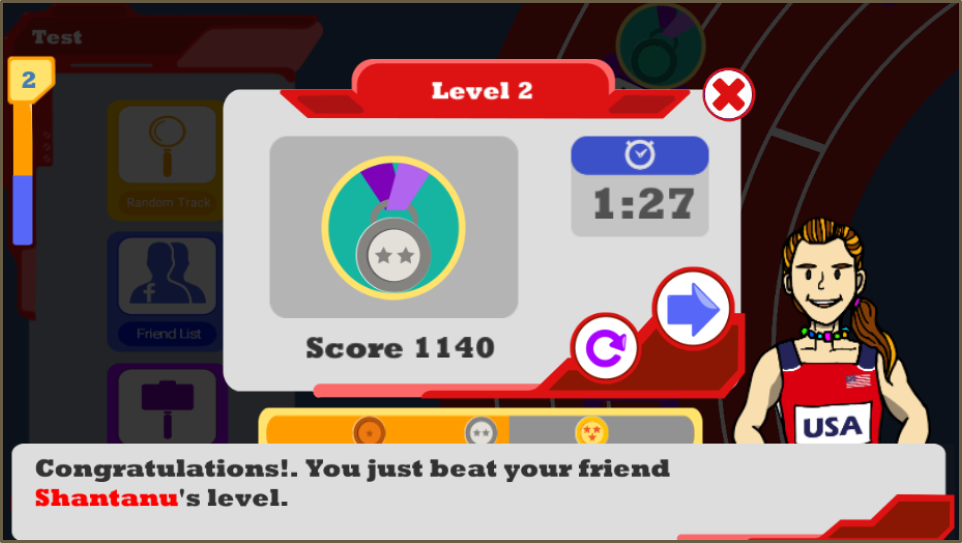 Test
2
Level 2
1:27
Random Track
Friend List
Score 1140
USA
Congratulations!. You just beat your friend
Shantanu's level.